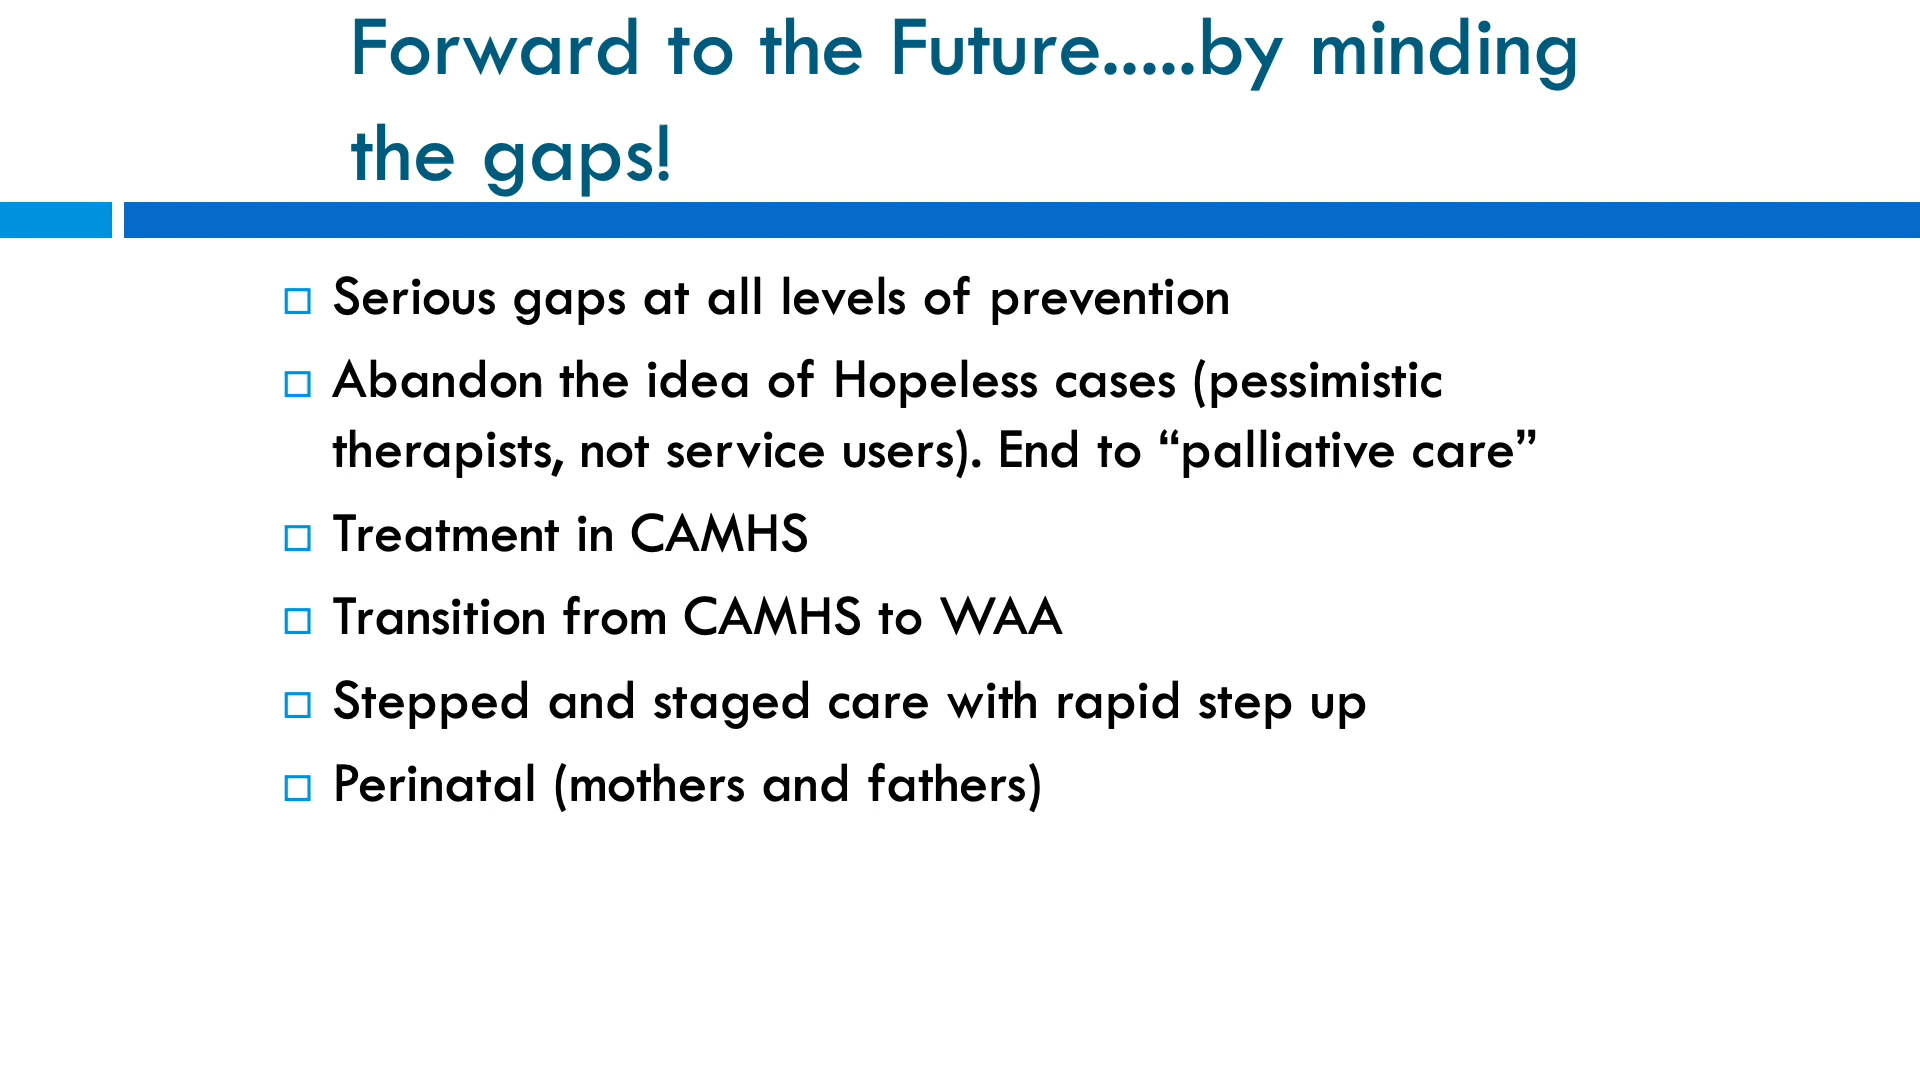 Forward to the Future.....by minding
the gaps!
Serious gaps at all levels of prevention
Abandon the idea of Hopeless cases (pessimistic
therapists, not service users). End to “palliative care”
Treatment in CAMHS
Transition from CAMHS to WAA
Stepped and staged care with rapid step up
Perinatal (mothers and fathers)